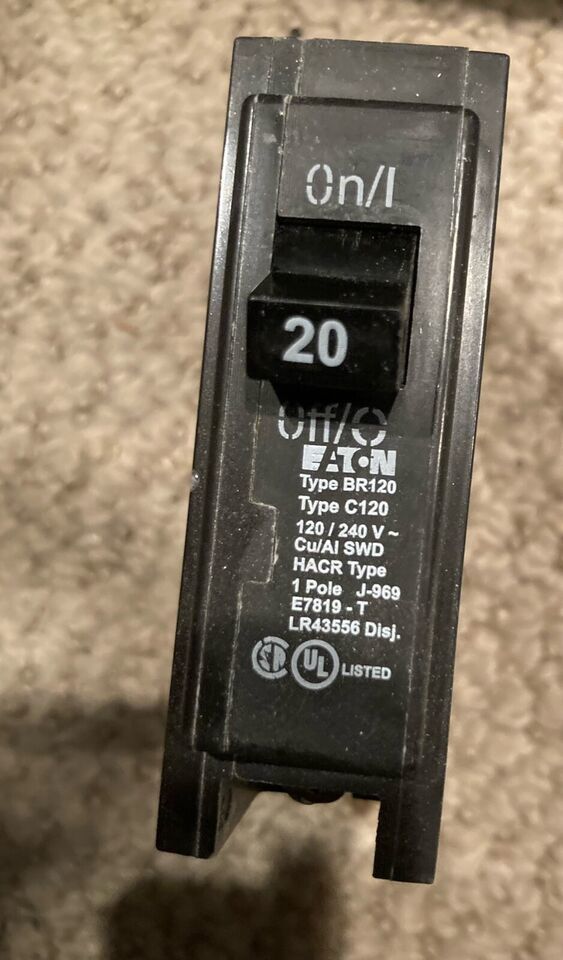 On/I
20
Off/O
EATON
Type BR120
Type C120
120 / 240 V ~
Cu/Al SWD
HACR Type
1 Pole J-969
E7819 - T
LR43556 Disj.
SA UL LISTED